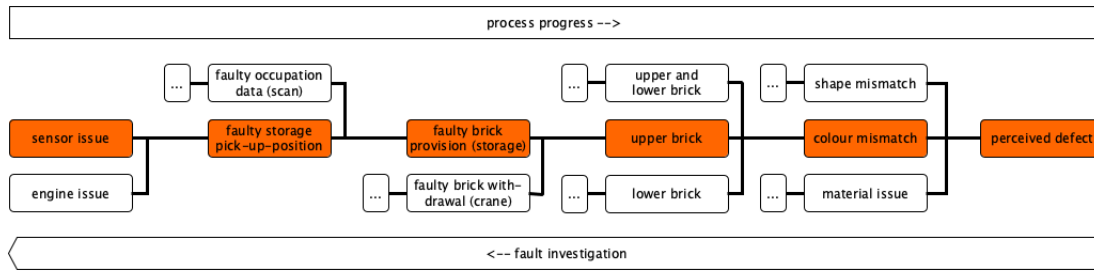 process progress -->
... faulty occupation
data (scan)
... upper and
lower brick
... shape mismatch
sensor issue
faulty storage
pick-up-position
faulty brick
provision (storage)
upper brick
colour mismatch
perceived defect
engine issue
... faulty brick with-
drawal (crane)
... lower brick
... material issue
<-- fault investigation